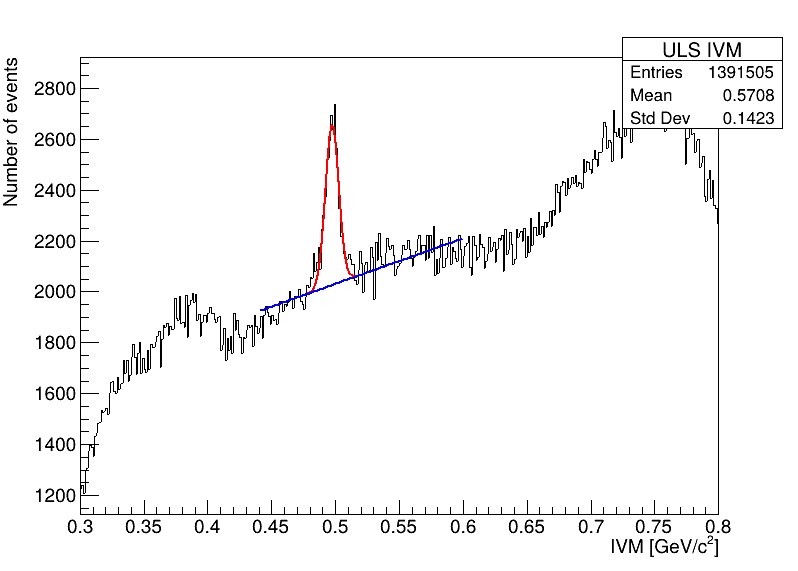 ULS IVM
Entries 1391505
Mean 0.5708
Std Dev 0.1423
Number of events
2800
2600
2400
2200
2000
1800
1600
1400
1200
0.3 0.35 0.4 0.45 0.5 0.55 0.6 0.65 0.7 0.75 0.8
IVM [GeV/c²]